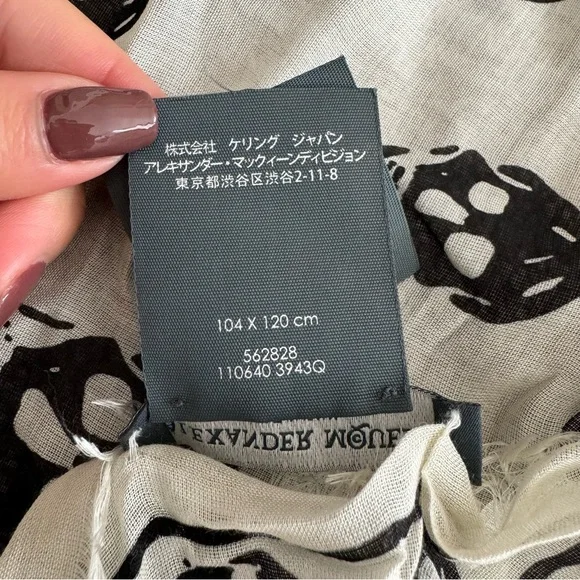 株式会社 ケリング ジャパン
アレキサンダー・マックィーンディビジョン
東京都渋谷区渋谷2-11-8
104 X 120 cm
562828
110640 3943Q
ALEXANDER MQUE